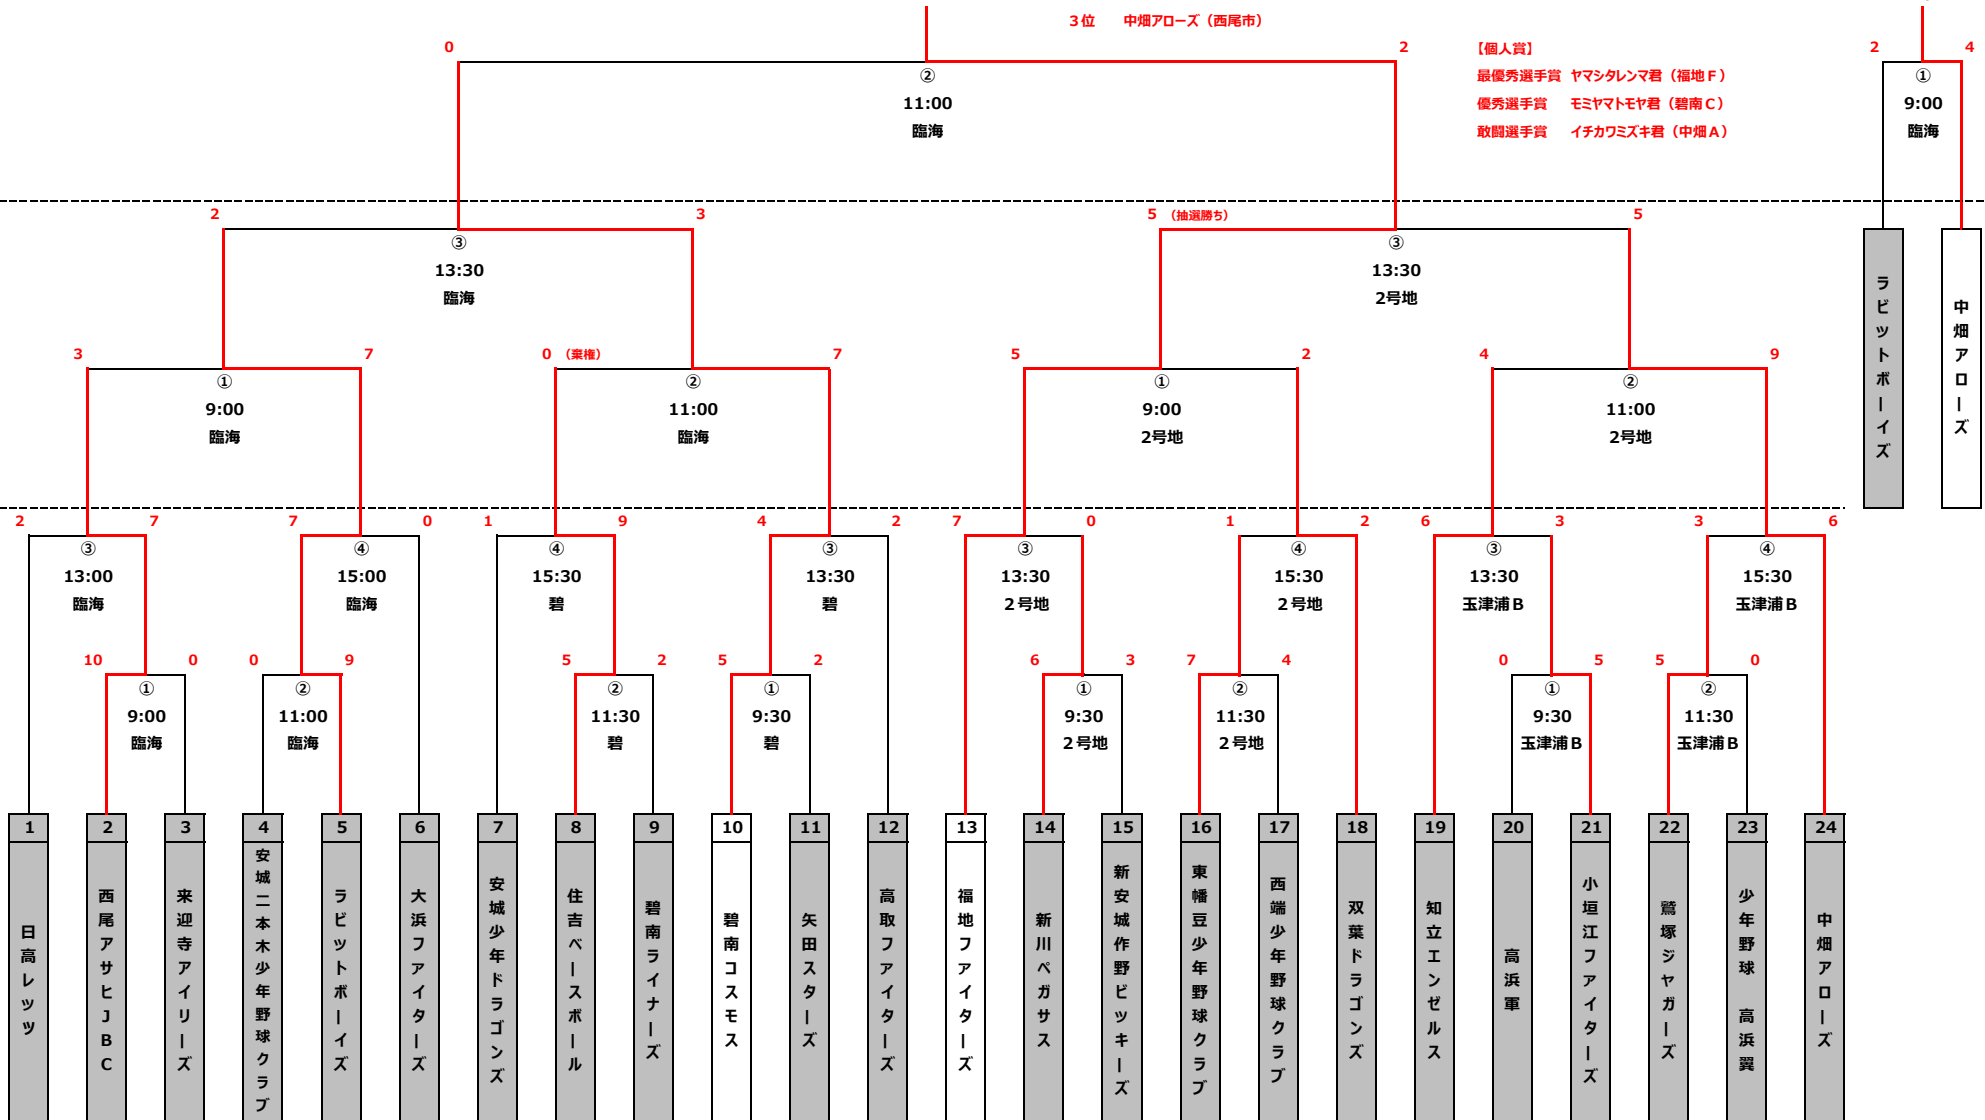 3位　中畑アローズ（西尾市）
0　2　【個人賞】　2　4
②　最優秀選手賞　ヤマシタレンマ君（福地F）　①
11:00　優秀選手賞　モミヤマトモヤ君（碧南C）　9:00
臨海　敢闘選手賞　イチカワミズキ君（中畑A）　臨海
2　3　5（抽選勝ち）　5
③　③
13:30　13:30
臨海　2号地
3　7　0（棄権）　7　5　2　4　9
①　②　①　②
9:00　11:00　9:00　11:00
臨海　臨海　2号地　2号地
ラビットボーイズ
中畑アローズ
2　7　7　0　1　9　4　2　7　0　1　2　6　3　3　6
③　④　④　③　③　④　③　④
13:00　15:00　15:30　13:30　13:30　15:30　13:30　15:30
臨海　臨海　碧　碧　2号地　2号地　玉津浦B　玉津浦B
10　0　0　9　5　2　5　2　6　3　7　4　0　5　5　0
①　②　②　①　①　②　①　②
9:00　11:00　11:30　9:30　9:30　11:30　9:30　11:30
臨海　臨海　碧　碧　2号地　2号地　玉津浦B　玉津浦B
1　日高レッツ
2　西尾アサヒJBC
3　来迎寺アイリーズ
4　安城二本木少年野球クラブ
5　ラビットボーイズ
6　大浜ファイターズ
7　安城少年ドラゴンズ
8　住吉ベースボール
9　碧南ライナーズ
10　碧南コスモス
11　矢田スターズ
12　高取ファイターズ
13　福地ファイターズ
14　新川ペガサス
15　新安城作野ビッキーズ
16　東幡豆少年野球クラブ
17　西端少年野球クラブ
18　双葉ドラゴンズ
19　知立エンゼルス
20　高浜軍
21　小垣江ファイターズ
22　鷲塚ジャガーズ
23　少年野球　高浜翼
24　中畑アローズ